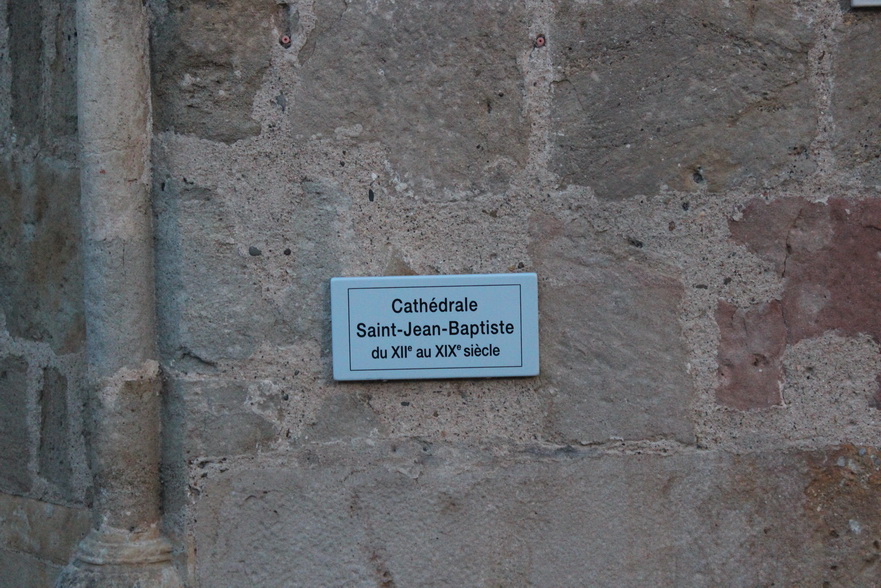 Cathédrale
Saint-Jean-Baptiste
du XIIᵉ au XIXᵉ siècle